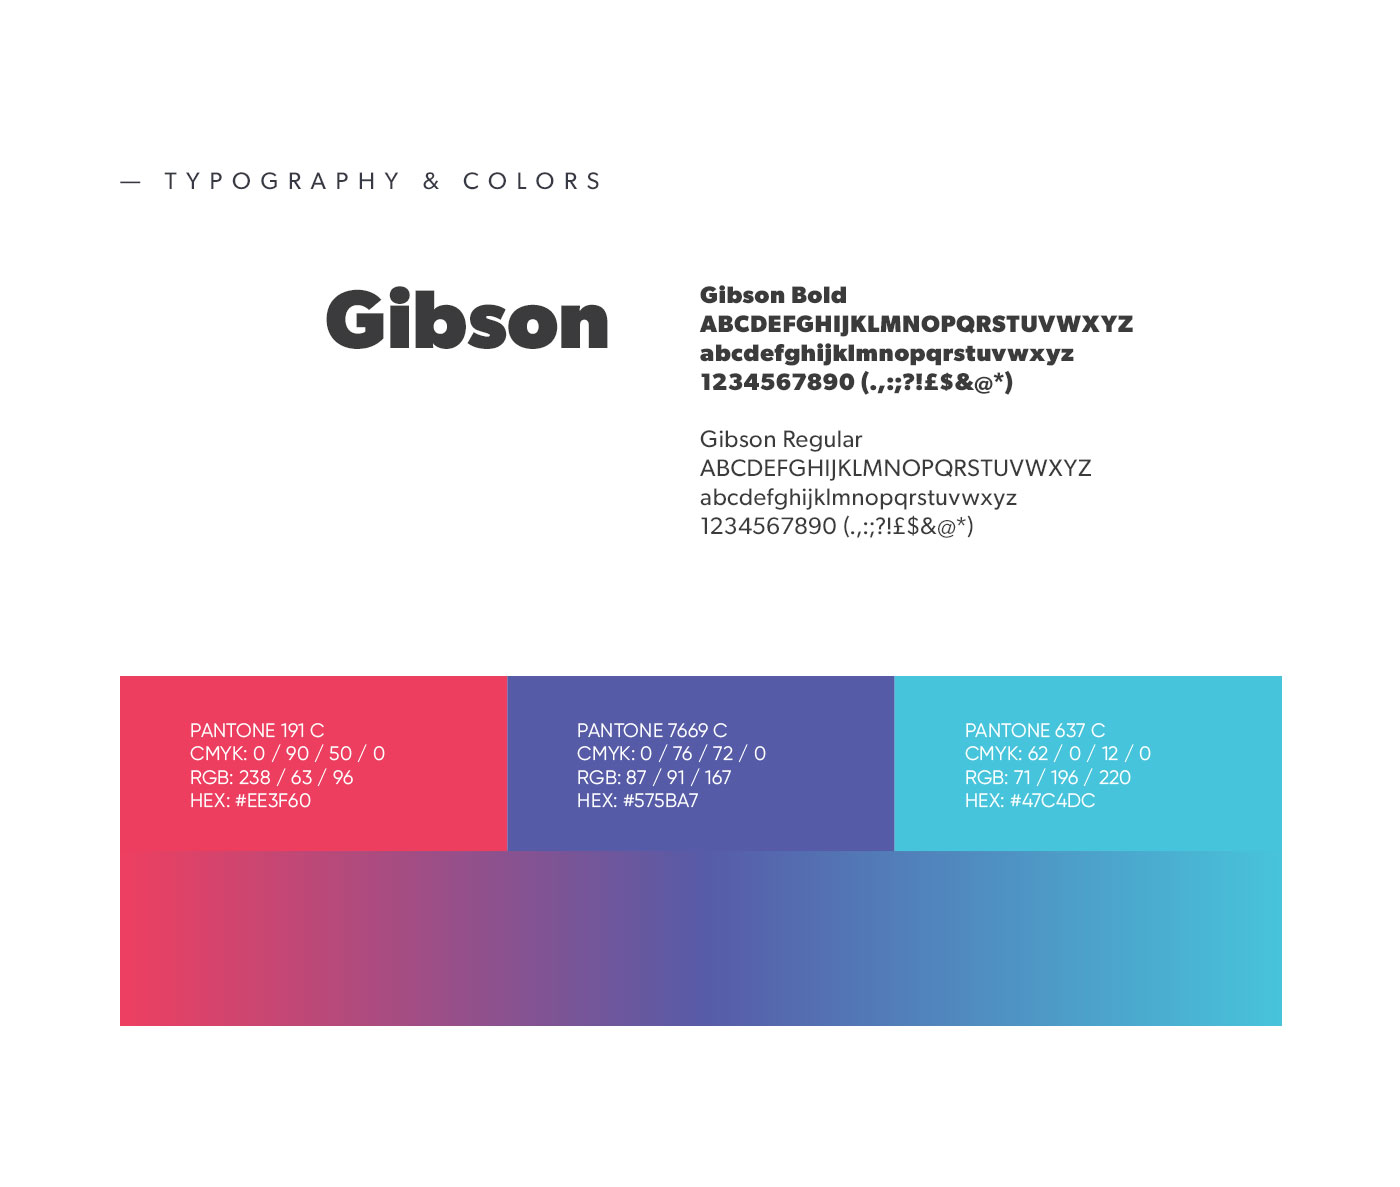 — TYPOGRAPHY & COLORS
Gibson
Gibson Bold
ABCDEFGHIJKLMNOPQRSTUVWXYZ
abcdefghijklmnopqrstuvwxyz
1234567890 (.,:;?!£$&@*)
Gibson Regular
ABCDEFGHIJKLMNOPQRSTUVWXYZ
abcdefghijklmnopqrstuvwxyz
1234567890 (.,:;?!£$&@*)
PANTONE 191 C
CMYK: 0 / 90 / 50 / 0
RGB: 238 / 63 / 96
HEX: #EE3F60
PANTONE 7669 C
CMYK: 0 / 76 / 72 / 0
RGB: 87 / 91 / 167
HEX: #575BA7
PANTONE 637 C
CMYK: 62 / 0 / 12 / 0
RGB: 71 / 196 / 220
HEX: #47C4DC